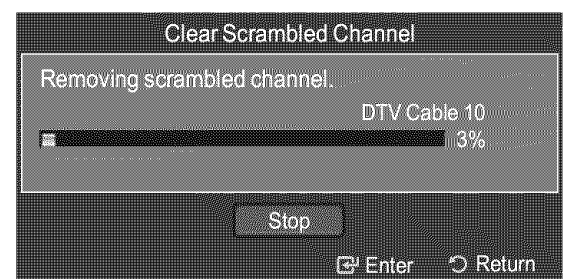 Clear Scrambled Channel
Removing scrambled channel.
DTV Cable 10
3%
Stop
Enter Return